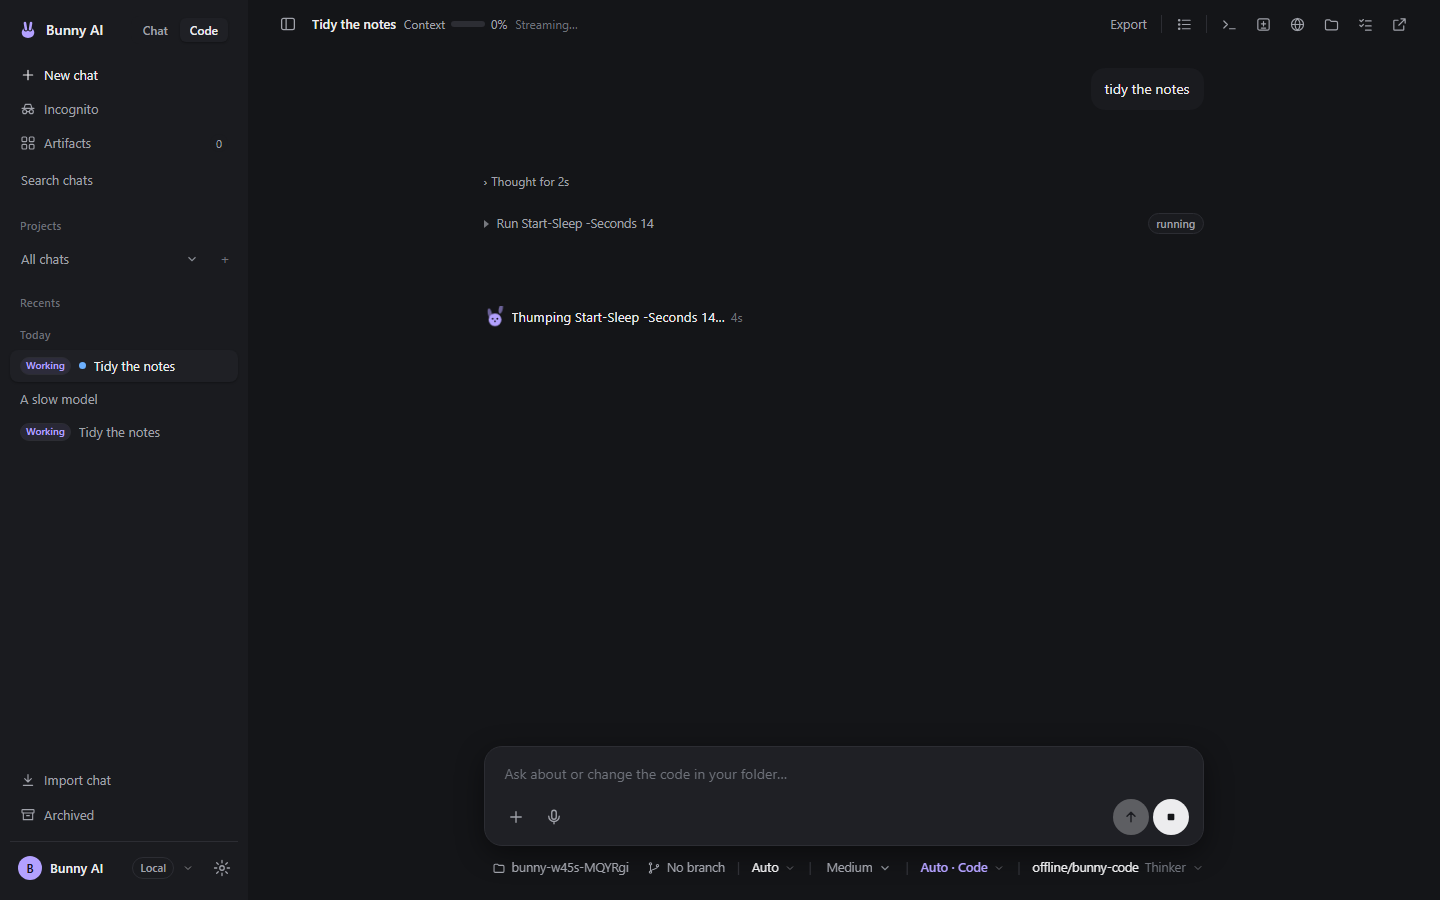 Bunny AI
Chat
Code
New chat
Incognito
Artifacts
0
Search chats
Projects
All chats
+
Recents
Today
Working
Tidy the notes
A slow model
Working
Tidy the notes
Import chat
Archived
B
Bunny AI
Local
Tidy the notes
Context
0%
Streaming...
Export
tidy the notes
› Thought for 2s
Run Start-Sleep -Seconds 14
running
Thumping Start-Sleep -Seconds 14...
4s
Ask about or change the code in your folder...
bunny-w45s-MQYRgi
No branch
Auto
Medium
Auto · Code
offline/bunny-code
Thinker